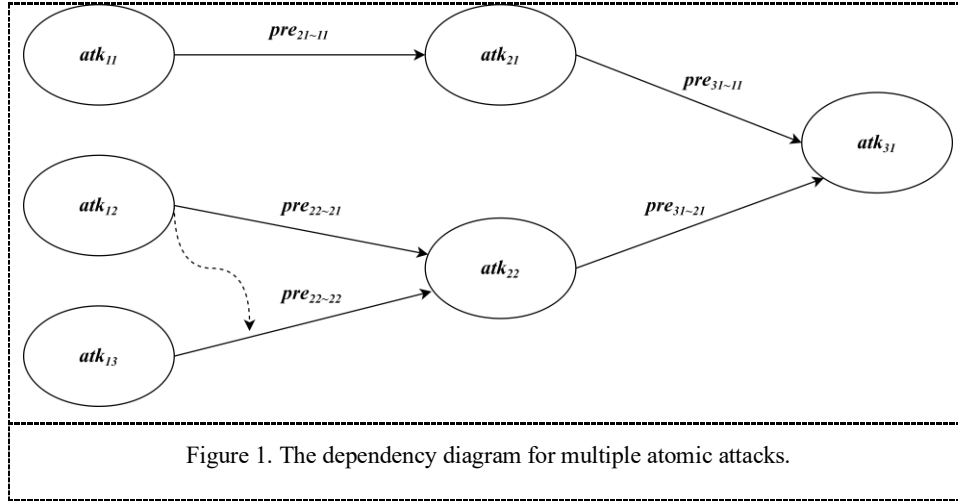 atk11
pre21~11
atk21
pre31~11
atk31
atk12
pre22~21
pre31~21
atk22
pre22~22
atk13
Figure 1. The dependency diagram for multiple atomic attacks.